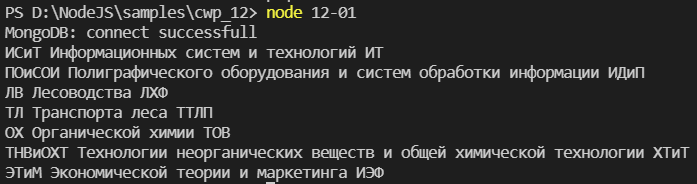 PS D:\NodeJS\samples\cwp_12> node 12-01
MongoDB: connect successfull
ИСиТ Информационных систем и технологий ИТ
ПОиСОИ Полиграфического оборудования и систем обработки информации ИДиП
ЛВ Лесоводства ЛХФ
ТЛ Транспорта леса ТТЛП
ОХ Органической химии ТОВ
ТНВиОХТ Технологии неорганических веществ и общей химической технологии ХТиТ
ЭТиМ Экономической теории и маркетинга ИЭФ